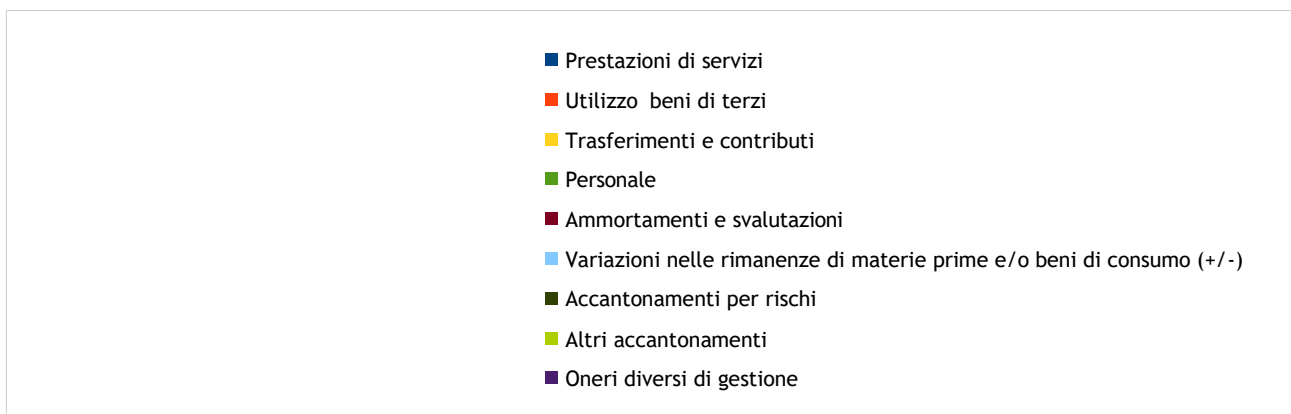 Prestazioni di servizi
Utilizzo  beni di terzi
Trasferimenti e contributi
Personale
Ammortamenti e svalutazioni
Variazioni nelle rimanenze di materie prime e/o beni di consumo (+/-)
Accantonamenti per rischi
Altri accantonamenti
Oneri diversi di gestione